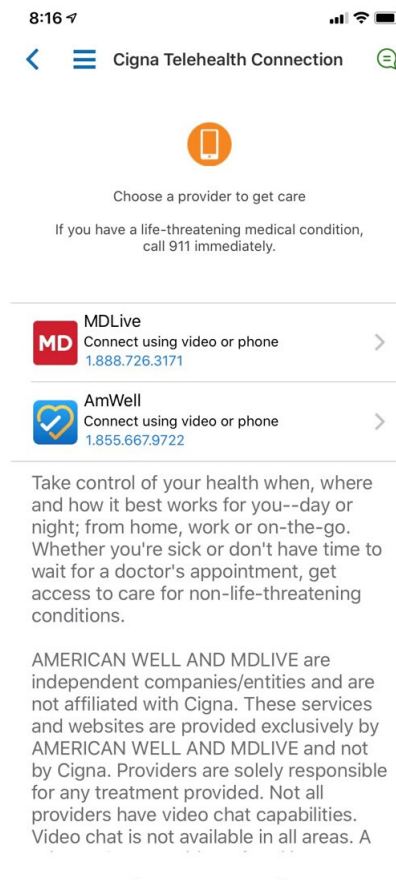 8:16
Cigna Telehealth Connection
Choose a provider to get care
If you have a life-threatening medical condition,
call 911 immediately.
MDLive
MD
Connect using video or phone
1.888.726.3171
AmWell
Connect using video or phone
1.855.667.9722
Take control of your health when, where
and how it best works for you--day or
night; from home, work or on-the-go.
Whether you're sick or don't have time to
wait for a doctor's appointment, get
access to care for non-life-threatening
conditions.
AMERICAN WELL AND MDLIVE are
independent companies/entities and are
not affiliated with Cigna. These services
and websites are provided exclusively by
AMERICAN WELL AND MDLIVE and not
by Cigna. Providers are solely responsible
for any treatment provided. Not all
providers have video chat capabilities.
Video chat is not available in all areas. A